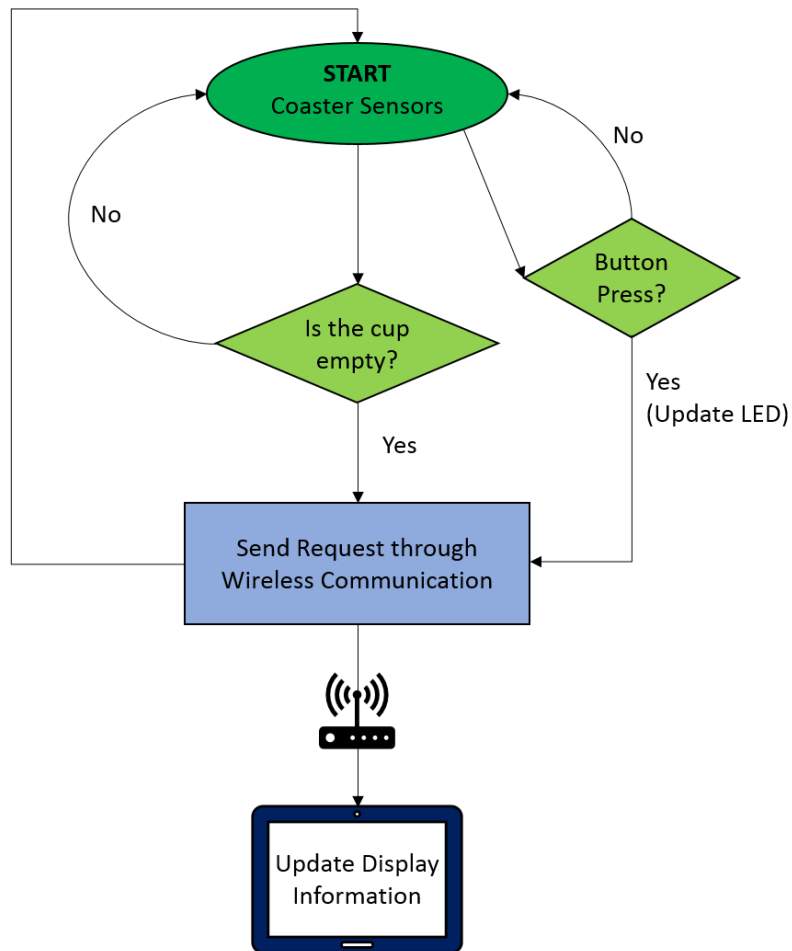 START
Coaster Sensors
No
No
Button
Press?
Is the cup
empty?
Yes
(Update LED)
Yes
Send Request through
Wireless Communication
Update Display
Information